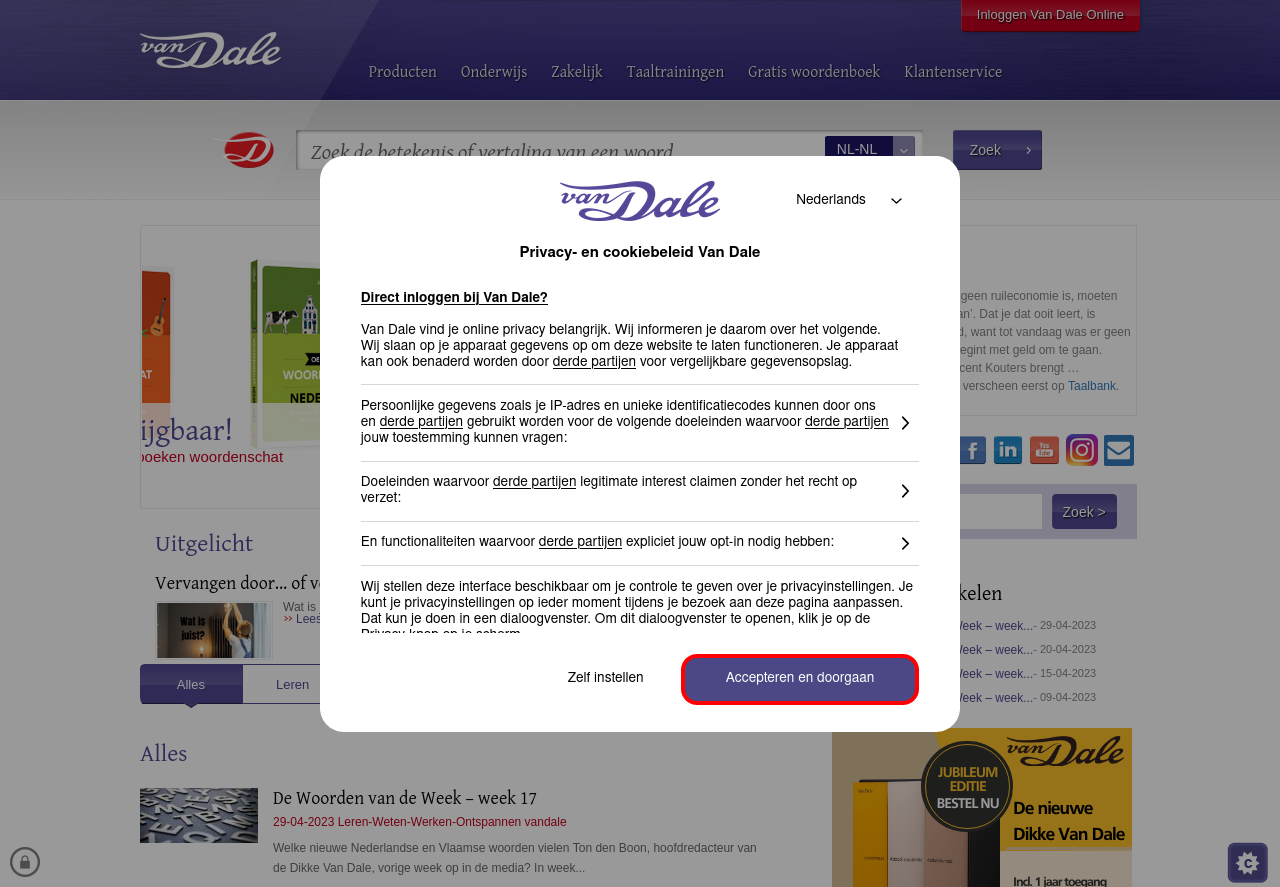 Inloggen Van Dale Online
van Dale
Producten Onderwijs Zakelijk Taaltrainingen Gratis woordenboek Klantenservice
Zoek de betekenis of vertaling van een woord
NL-NL
Zoek
van Dale
Nederlands
Privacy- en cookiebeleid Van Dale
Direct inloggen bij Van Dale?
Van Dale vind je online privacy belangrijk. Wij informeren je daarom over het volgende.
Wij slaan op je apparaat gegevens op om deze website te laten functioneren. Je apparaat
kan ook benaderd worden door derde partijen voor vergelijkbare gegevensopslag.
Persoonlijke gegevens zoals je IP-adres en unieke identificatiecodes kunnen door ons
en derde partijen gebruikt worden voor de volgende doeleinden waarvoor derde partijen
jouw toestemming kunnen vragen:
Doeleinden waarvoor derde partijen legitimate interest claimen zonder het recht op
verzet:
En functionaliteiten waarvoor derde partijen expliciet jouw opt-in nodig hebben:
Wij stellen deze interface beschikbaar om je controle te geven over je privacyinstellingen. Je
kunt je privacyinstellingen op ieder moment tijdens je bezoek aan deze pagina aanpassen.
Dat kun je doen in een dialoogvenster. Om dit dialoogvenster te openen, klik je op de
Privacy-knop op je scherm.
Zelf instellen
Accepteren en doorgaan
WOOR
NEDE
ijgbaar!
boeken woordenschat
geen ruileconomie is, moeten
an’. Dat je dat ooit leert, is
d, want tot vandaag was er geen
egint met geld om te gaan.
cent Kouters brengt …
verscheen eerst op Taalbank.
You
Tube
Zoek >
Uitgelicht
Vervangen door... of v
Wat is
juist?
Wat is
Lees
Alles
Leren
kelen
Week – week...- 29-04-2023
Week – week...- 20-04-2023
Week – week...- 15-04-2023
Week – week...- 09-04-2023
Alles
De Woorden van de Week – week 17
29-04-2023 Leren-Weten-Werken-Ontspannen vandale
Welke nieuwe Nederlandse en Vlaamse woorden vielen Ton den Boon, hoofdredacteur van
de Dikke Van Dale, vorige week op in de media? In week...
van Dale
JUBILEUM
EDITIE
BESTEL NU
De nieuwe
Dikke Van Dale
Incl. 1 jaar toegang